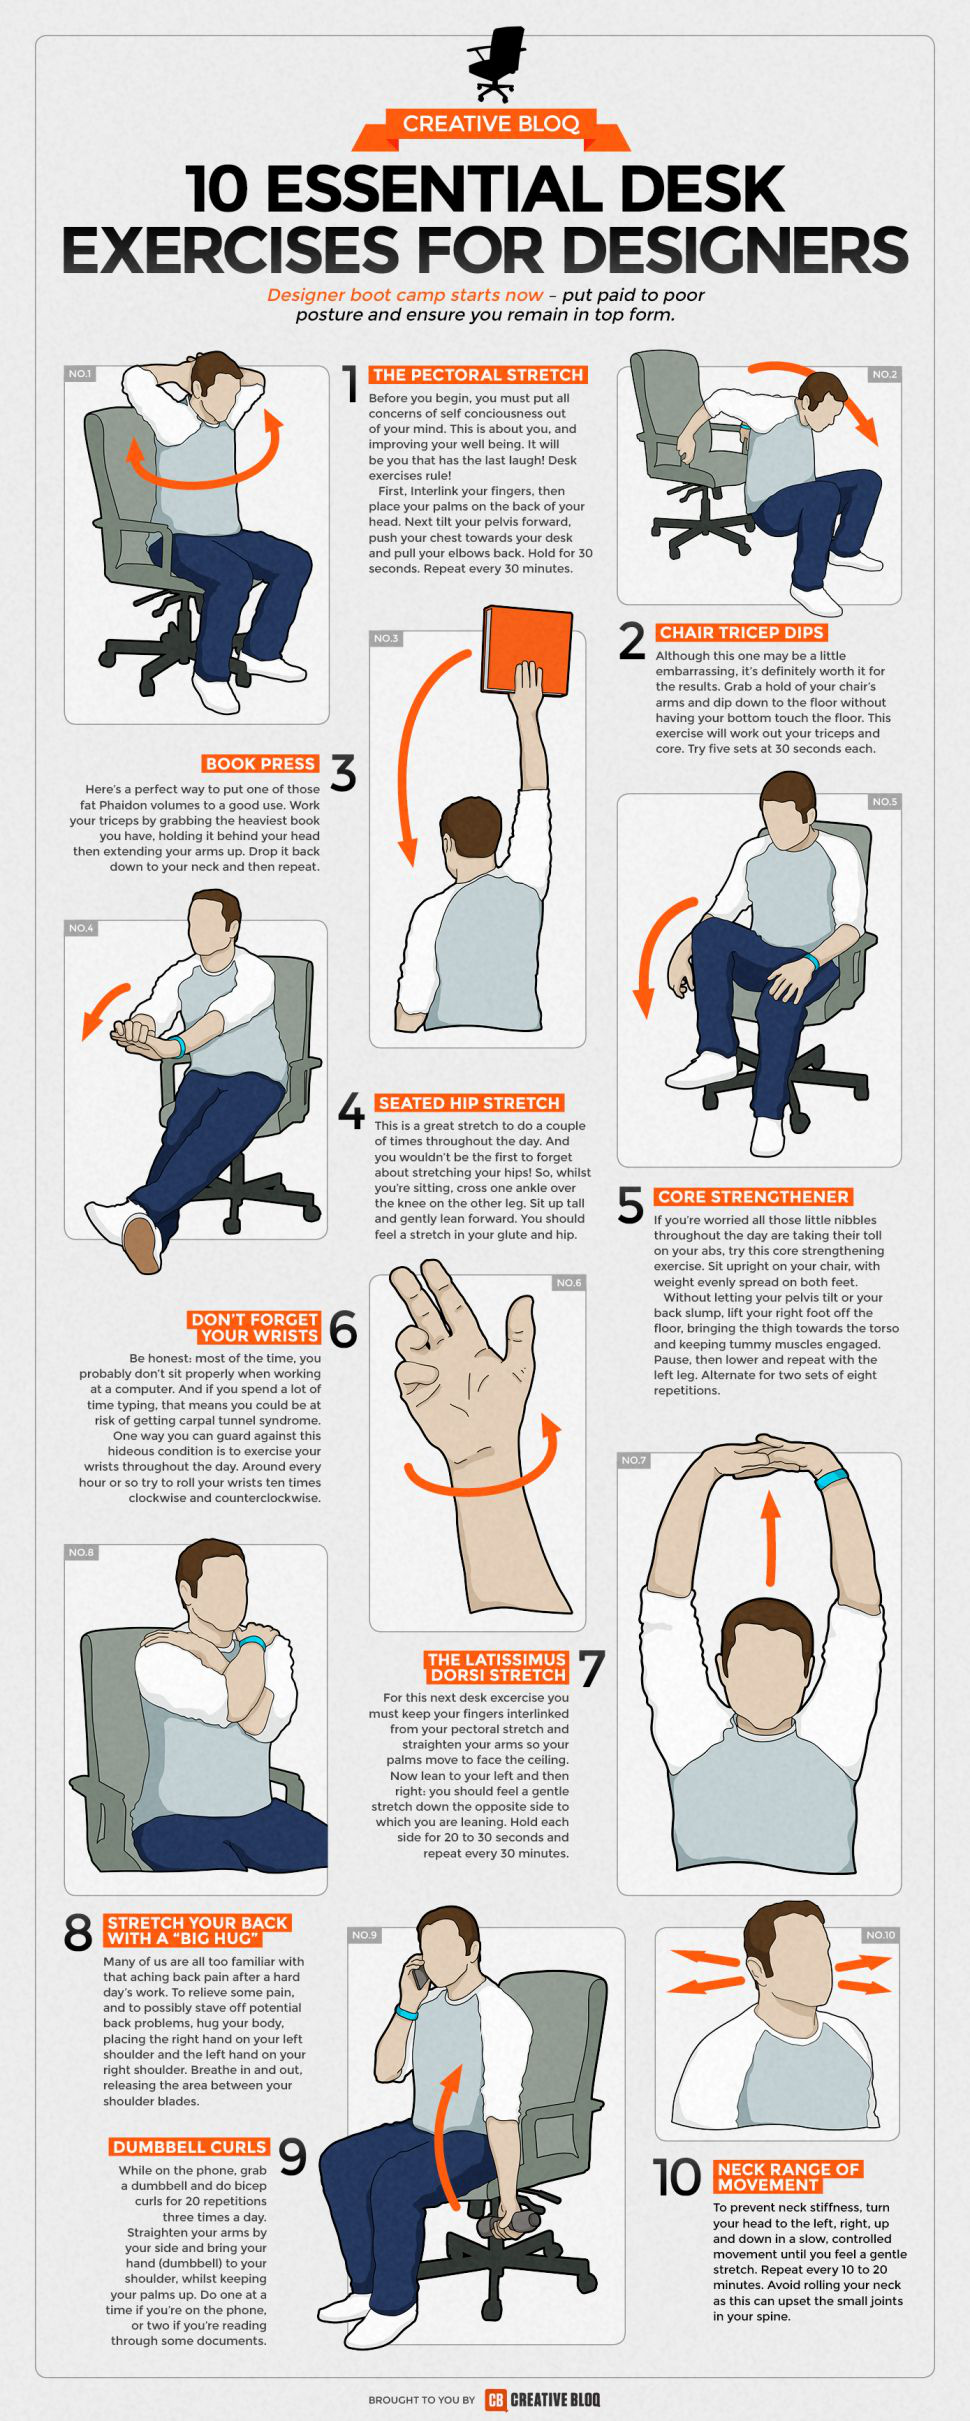 CREATIVE BLOQ
10 ESSENTIAL DESK
EXERCISES FOR DESIGNERS
Designer boot camp starts now – put paid to poor
posture and ensure you remain in top form.
NO.1
1
THE PECTORAL STRETCH
Before you begin, you must put all
concerns of self conciousness out
of your mind. This is about you, and
improving your well being. It will
be you that has the last laugh! Desk
exercises rule!
First, Interlink your fingers, then
place your palms on the back of your
head. Next tilt your pelvis forward,
push your chest towards your desk
and pull your elbows back. Hold for 30
seconds. Repeat every 30 minutes.
NO.2
2
CHAIR TRICEP DIPS
Although this one may be a little
embarrassing, it's definitely worth it for
the results. Grab a hold of your chair's
arms and dip down to the floor without
having your bottom touch the floor. This
exercise will work out your triceps and
core. Try five sets at 30 seconds each.
NO.3
BOOK PRESS
3
Here's a perfect way to put one of those
fat Phaidon volumes to a good use. Work
your triceps by grabbing the heaviest book
you have, holding it behind your head
then extending your arms up. Drop it back
down to your neck and then repeat.
NO.4
4
SEATED HIP STRETCH
This is a great stretch to do a couple
of times throughout the day. And
you wouldn't be the first to forget
about stretching your hips! So, whilst
you're sitting, cross one ankle over
the knee on the other leg. Sit up tall
and gently lean forward. You should
feel a stretch in your glute and hip.
NO.5
5
CORE STRENGTHENER
If you're worried all those little nibbles
throughout the day are taking their toll
on your abs, try this core strengthening
exercise. Sit upright on your chair, with
weight evenly spread on both feet.
Without letting your pelvis tilt or your
back slump, lift your right foot off the
floor, bringing the thigh towards the torso
and keeping tummy muscles engaged.
Pause, then lower and repeat with the
left leg. Alternate for two sets of eight
repetitions.
NO.6
DON'T FORGET
YOUR WRISTS
6
Be honest: most of the time, you
probably don't sit properly when working
at a computer. And if you spend a lot of
time typing, that means you could be at
risk of getting carpal tunnel syndrome.
One way you can guard against this
hideous condition is to exercise your
wrists throughout the day. Around every
hour or so try to roll your wrists ten times
clockwise and counterclockwise.
NO.7
THE LATISSIMUS
DORSI STRETCH
7
For this next desk excercise you
must keep your fingers interlinked
from your pectoral stretch and
straighten your arms so your
palms move to face the ceiling.
Now lean to your left and then
right: you should feel a gentle
stretch down the opposite side to
which you are leaning. Hold each
side for 20 to 30 seconds and
repeat every 30 minutes.
NO.8
8
STRETCH YOUR BACK
WITH A "BIG HUG"
Many of us are all too familiar with
that aching back pain after a hard
day's work. To relieve some pain,
and to possibly stave off potential
back problems, hug your body,
placing the right hand on your left
shoulder and the left hand on your
right shoulder. Breathe in and out,
releasing the area between your
shoulder blades.
NO.9
DUMBBELL CURLS
9
While on the phone, grab
a dumbbell and do bicep
curls for 20 repetitions
three times a day.
Straighten your arms by
your side and bring your
hand (dumbbell) to your
shoulder, whilst keeping
your palms up. Do one at a
time if you're on the phone,
or two if you're reading
through some documents.
NO.10
10
NECK RANGE OF
MOVEMENT
To prevent neck stiffness, turn
your head to the left, right, up
and down in a slow, controlled
movement until you feel a gentle
stretch. Repeat every 10 to 20
minutes. Avoid rolling your neck
as this can upset the small joints
in your spine.
BROUGHT TO YOU BY CB CREATIVE BLOQ